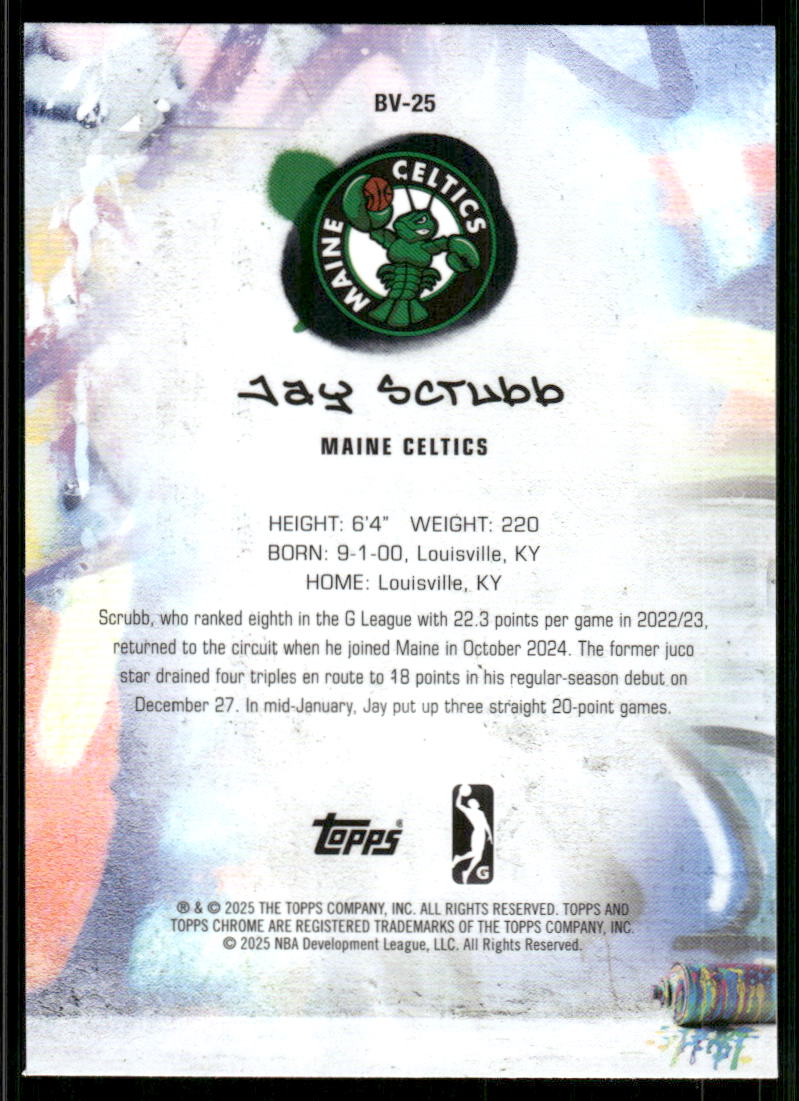 BV-25
MAINE CELTICS
Jay Scrubb
MAINE CELTICS
HEIGHT: 6'4" WEIGHT: 220
BORN: 9-1-00, Louisville, KY
HOME: Louisville, KY
Scrubb, who ranked eighth in the G League with 22.3 points per game in 2022/23,
returned to the circuit when he joined Maine in October 2024. The former juco
star drained four triples en route to 18 points in his regular-season debut on
December 27. In mid-January, Jay put up three straight 20-point games.
Topps®
G
® & © 2025 THE TOPPS COMPANY, INC. ALL RIGHTS RESERVED. TOPPS AND
TOPPS CHROME ARE REGISTERED TRADEMARKS OF THE TOPPS COMPANY, INC.
© 2025 NBA Development League, LLC. All Rights Reserved.